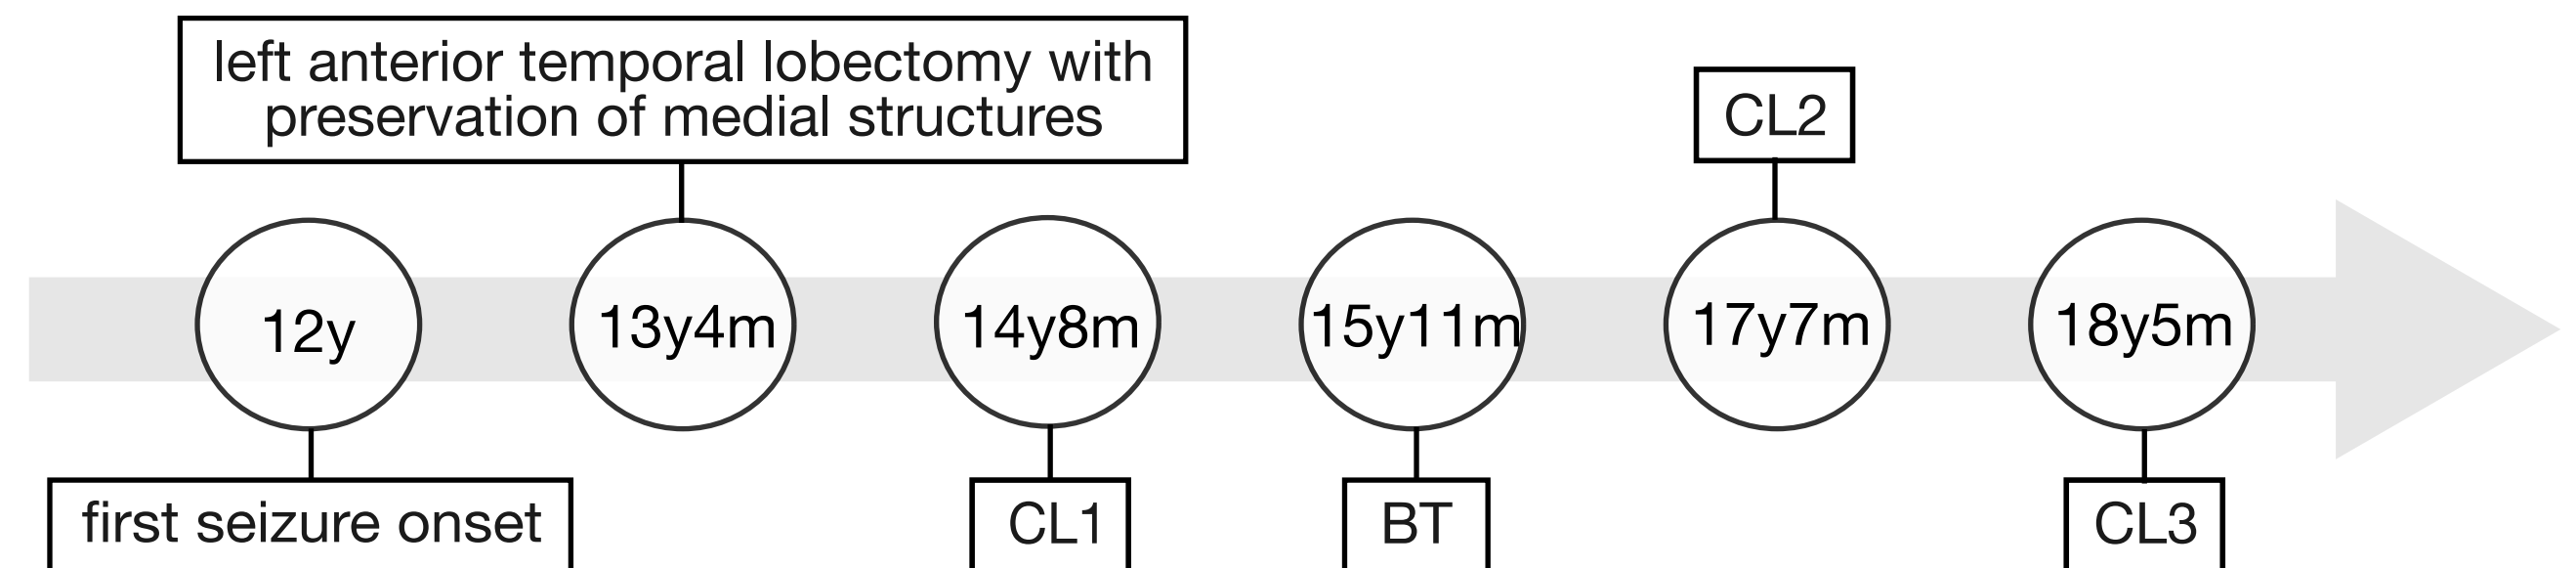 left anterior temporal lobectomy with
preservation of medial structures
CL2
12y
13y4m
14y8m
15y11m
17y7m
18y5m
first seizure onset
CL1
BT
CL3